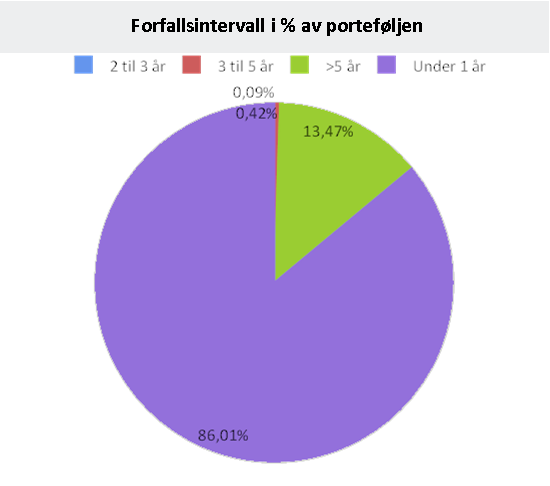 Forfallsintervall i % av porteføljen
2 til 3 år 3 til 5 år >5 år Under 1 år
0,09%
0,42%
13,47%
86,01%